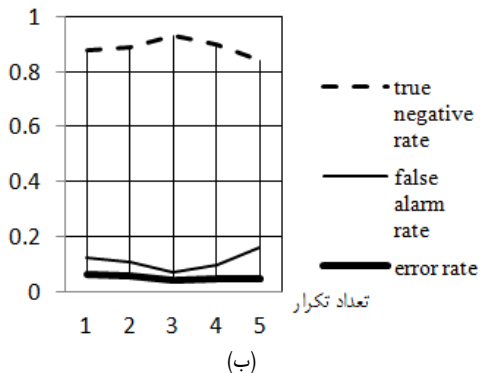 1
0.8
0.6
0.4
0.2
0
1 2 3 4 5
تعداد تکرار
true
negative
rate
false
alarm
rate
error rate
(ب)